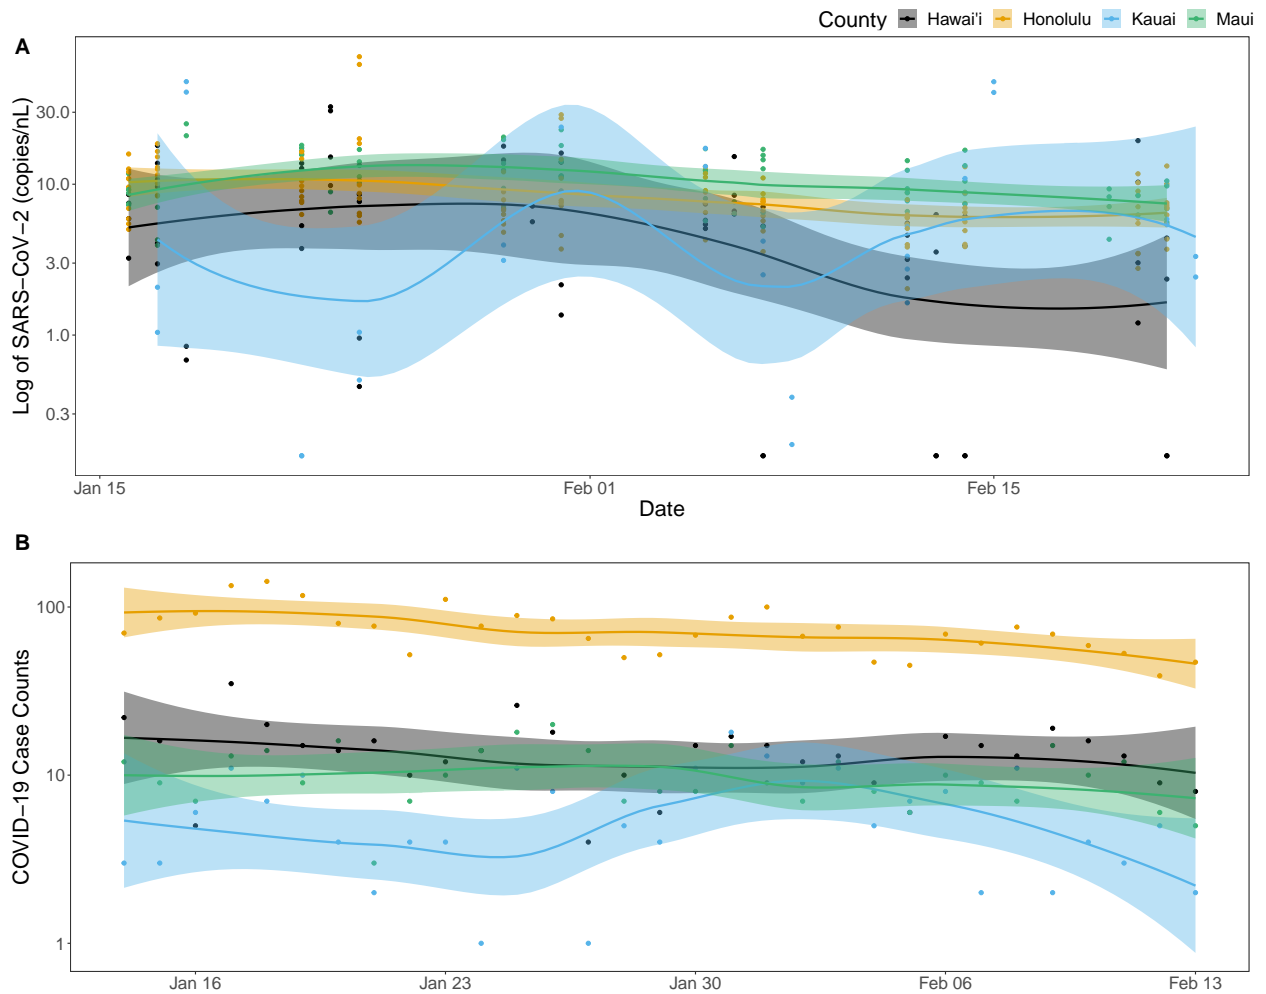 County Hawai'i Honolulu Kauai Maui
A
Log of SARS−CoV−2 (copies/nL)
30.0
10.0
3.0
1.0
0.3
Jan 15 Feb 01 Feb 15
Date
B
COVID−19 Case Counts
100
10
1
Jan 16 Jan 23 Jan 30 Feb 06 Feb 13